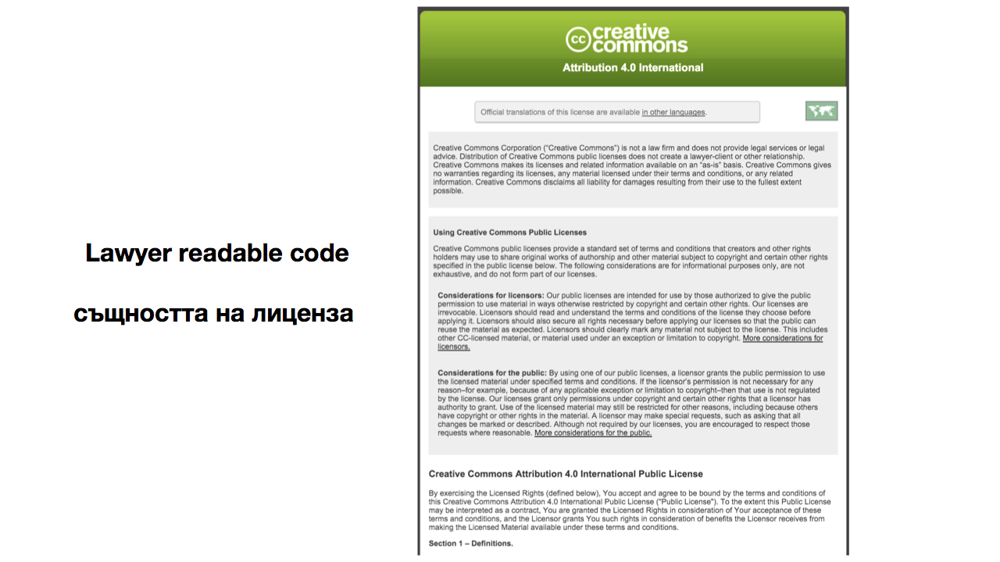 Lawyer readable code
същността на лиценза
cc creative
commons
Attribution 4.0 International
Official translations of this license are available in other languages.
Creative Commons Corporation ("Creative Commons") is not a law firm and does not provide legal services or legal
advice. Distribution of Creative Commons public licenses does not create a lawyer-client or other relationship.
Creative Commons makes its licenses and related information available on an "as-is" basis. Creative Commons gives
no warranties regarding its licenses, any material licensed under their terms and conditions, or any related
information. Creative Commons disclaims all liability for damages resulting from their use to the fullest extent
possible.
Using Creative Commons Public Licenses
Creative Commons public licenses provide a standard set of terms and conditions that creators and other rights
holders may use to share original works of authorship and other material subject to copyright and certain other rights
specified in the public license below. The following considerations are for informational purposes only, are not
exhaustive, and do not form part of our licenses.
Considerations for licensors: Our public licenses are intended for use by those authorized to give the public
permission to use material in ways otherwise restricted by copyright and certain other rights. Our licenses are
irrevocable. Licensors should read and understand the terms and conditions of the license they choose before
applying it. Licensors should also secure all rights necessary before applying our licenses so that the public can
reuse the material as expected. Licensors should clearly mark any material not subject to the license. This includes
other CC-licensed material, or material used under an exception or limitation to copyright. More considerations for
licensors.
Considerations for the public: By using one of our public licenses, a licensor grants the public permission to use
the licensed material under specified terms and conditions. If the licensor's permission is not necessary for any
reason–for example, because of any applicable exception or limitation to copyright–then that use is not regulated
by the license. Our licenses grant only permissions under copyright and certain other rights that a licensor has
authority to grant. Use of the licensed material may still be restricted for other reasons, including because others
have copyright or other rights in the material. A licensor may make special requests, such as asking that all
changes be marked or described. Although not required by our licenses, you are encouraged to respect those
requests where reasonable. More considerations for the public.
Creative Commons Attribution 4.0 International Public License
By exercising the Licensed Rights (defined below), You accept and agree to be bound by the terms and conditions of
this Creative Commons Attribution 4.0 International Public License ("Public License"). To the extent this Public License
may be interpreted as a contract, You are granted the Licensed Rights in consideration of Your acceptance of these
terms and conditions, and the Licensor grants You such rights in consideration of benefits the Licensor receives from
making the Licensed Material available under these terms and conditions.
Section 1 – Definitions.